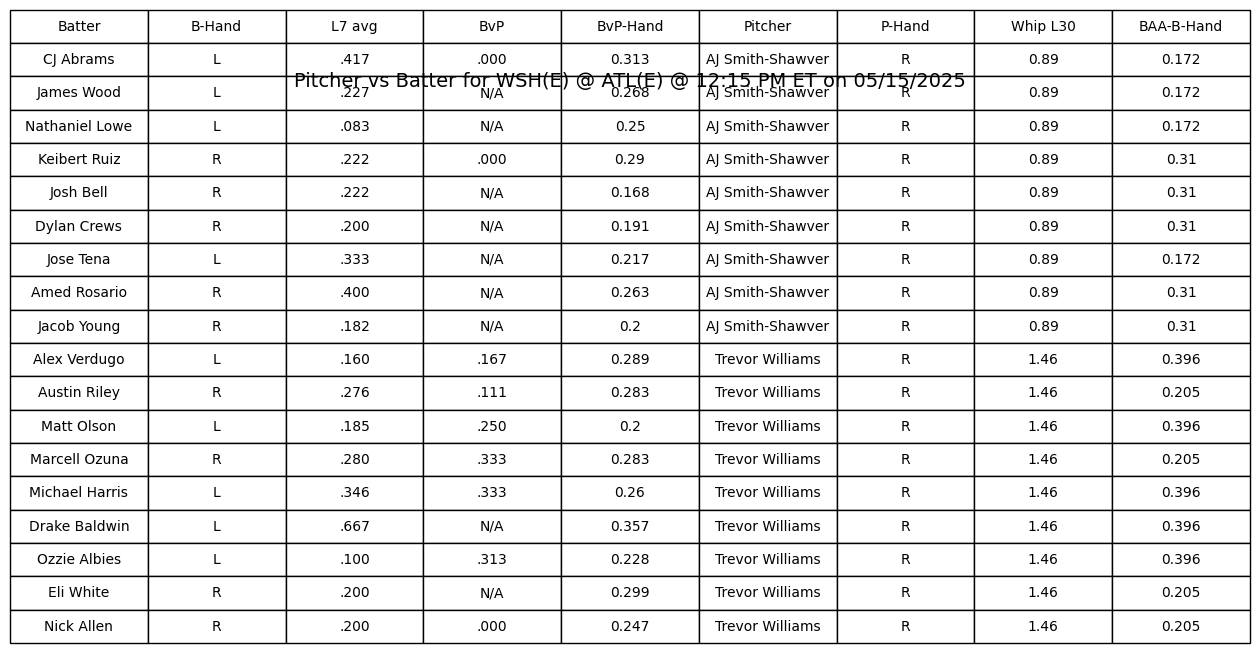 Batter B-Hand L7 avg BvP BvP-Hand Pitcher P-Hand Whip L30 BAA-B-Hand
CJ Abrams L .417 .000 0.313 AJ Smith-Shawver R 0.89 0.172
Pitcher vs Batter for WSH(E) @ ATL(E) @ 12:15 PM ET on 05/15/2025
James Wood L .227 N/A 0.268 AJ Smith-Shawver R 0.89 0.172
Nathaniel Lowe L .083 N/A 0.25 AJ Smith-Shawver R 0.89 0.172
Keibert Ruiz R .222 .000 0.29 AJ Smith-Shawver R 0.89 0.31
Josh Bell R .222 N/A 0.168 AJ Smith-Shawver R 0.89 0.31
Dylan Crews R .200 N/A 0.191 AJ Smith-Shawver R 0.89 0.31
Jose Tena L .333 N/A 0.217 AJ Smith-Shawver R 0.89 0.172
Amed Rosario R .400 N/A 0.263 AJ Smith-Shawver R 0.89 0.31
Jacob Young R .182 N/A 0.2 AJ Smith-Shawver R 0.89 0.31
Alex Verdugo L .160 .167 0.289 Trevor Williams R 1.46 0.396
Austin Riley R .276 .111 0.283 Trevor Williams R 1.46 0.205
Matt Olson L .185 .250 0.2 Trevor Williams R 1.46 0.396
Marcell Ozuna R .280 .333 0.283 Trevor Williams R 1.46 0.205
Michael Harris L .346 .333 0.26 Trevor Williams R 1.46 0.396
Drake Baldwin L .667 N/A 0.357 Trevor Williams R 1.46 0.396
Ozzie Albies L .100 .313 0.228 Trevor Williams R 1.46 0.396
Eli White R .200 N/A 0.299 Trevor Williams R 1.46 0.205
Nick Allen R .200 .000 0.247 Trevor Williams R 1.46 0.205